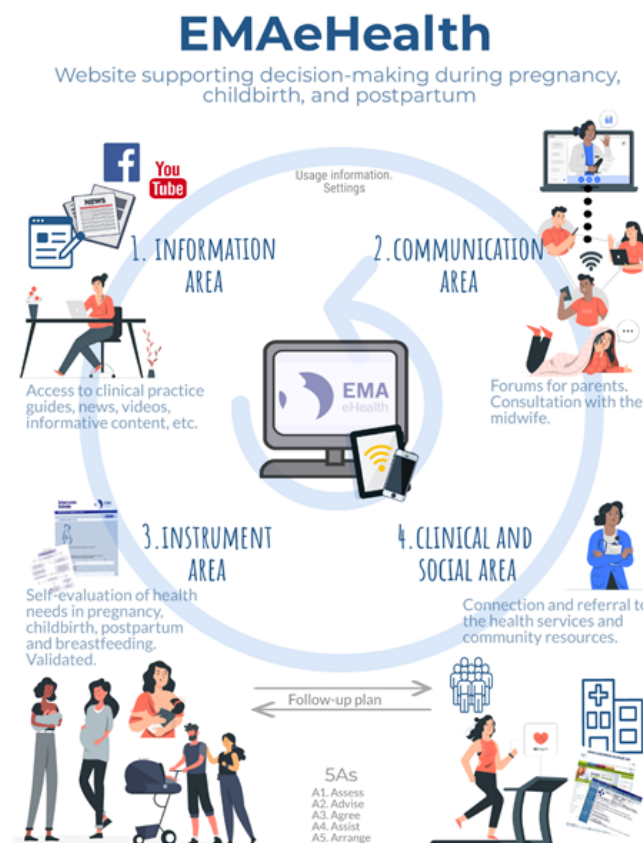 EMAeHealth
Website supporting decision-making during pregnancy,
childbirth, and postpartum
You
Tube
NEWS
Usage information.
Settings
1. INFORMATION
AREA
2.COMMUNICATION
AREA
Access to clinical practice
guides, news, videos,
informative content, etc.
EMA
eHealth
Forums for parents.
Consultation with the
midwife.
EMA
3.INSTRUMENT
AREA
4.CLINICAL AND
SOCIAL AREA
Self-evaluation of health
needs in pregnancy,
childbirth, postpartum
and breastfeeding.
Validated.
Connection and referral to
the health services and
community resources.
Follow-up plan
5As
A1. Assess
A2. Advise
A3. Agree
A4. Assist
A5. Arrange